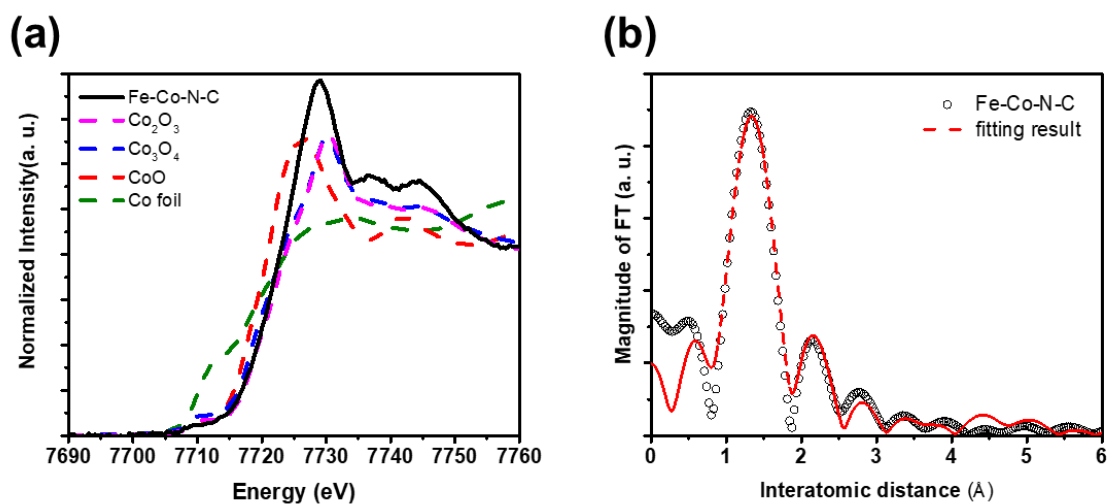 (a)
Normalized Intensity(a. u.)
Fe-Co-N-C
Co2O3
Co3O4
CoO
Co foil
7690 7700 7710 7720 7730 7740 7750 7760
Energy (eV)
(b)
Magnitude of FT (a. u.)
Fe-Co-N-C
fitting result
0 1 2 3 4 5 6
Interatomic distance (Å)